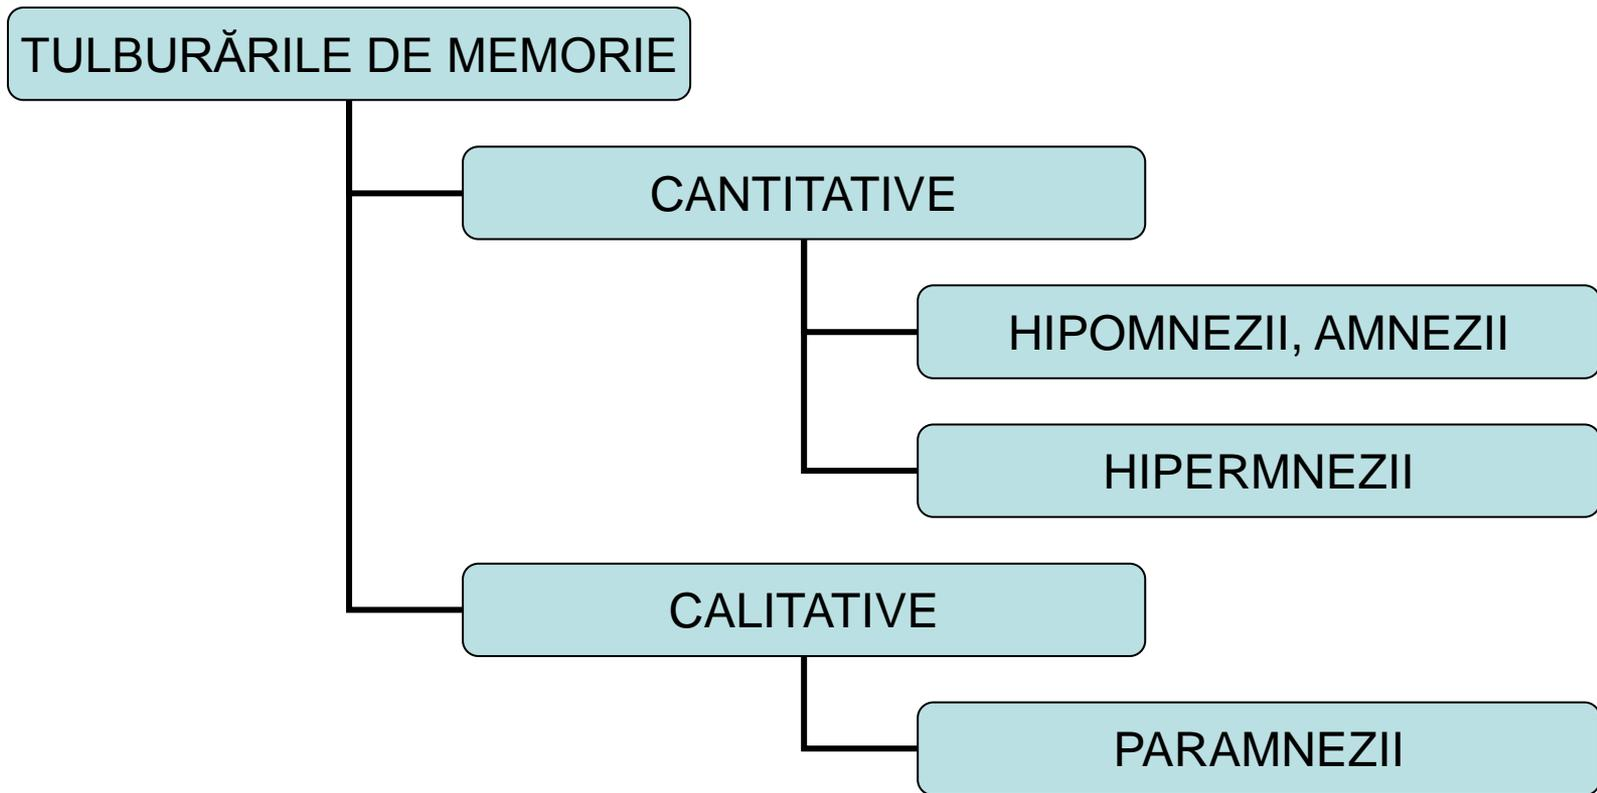 TULBURĂRILE DE MEMORIE
CANTITATIVE
HIPOMNEZII, AMNEZII
HIPERMNEZII
CALITATIVE
PARAMNEZII